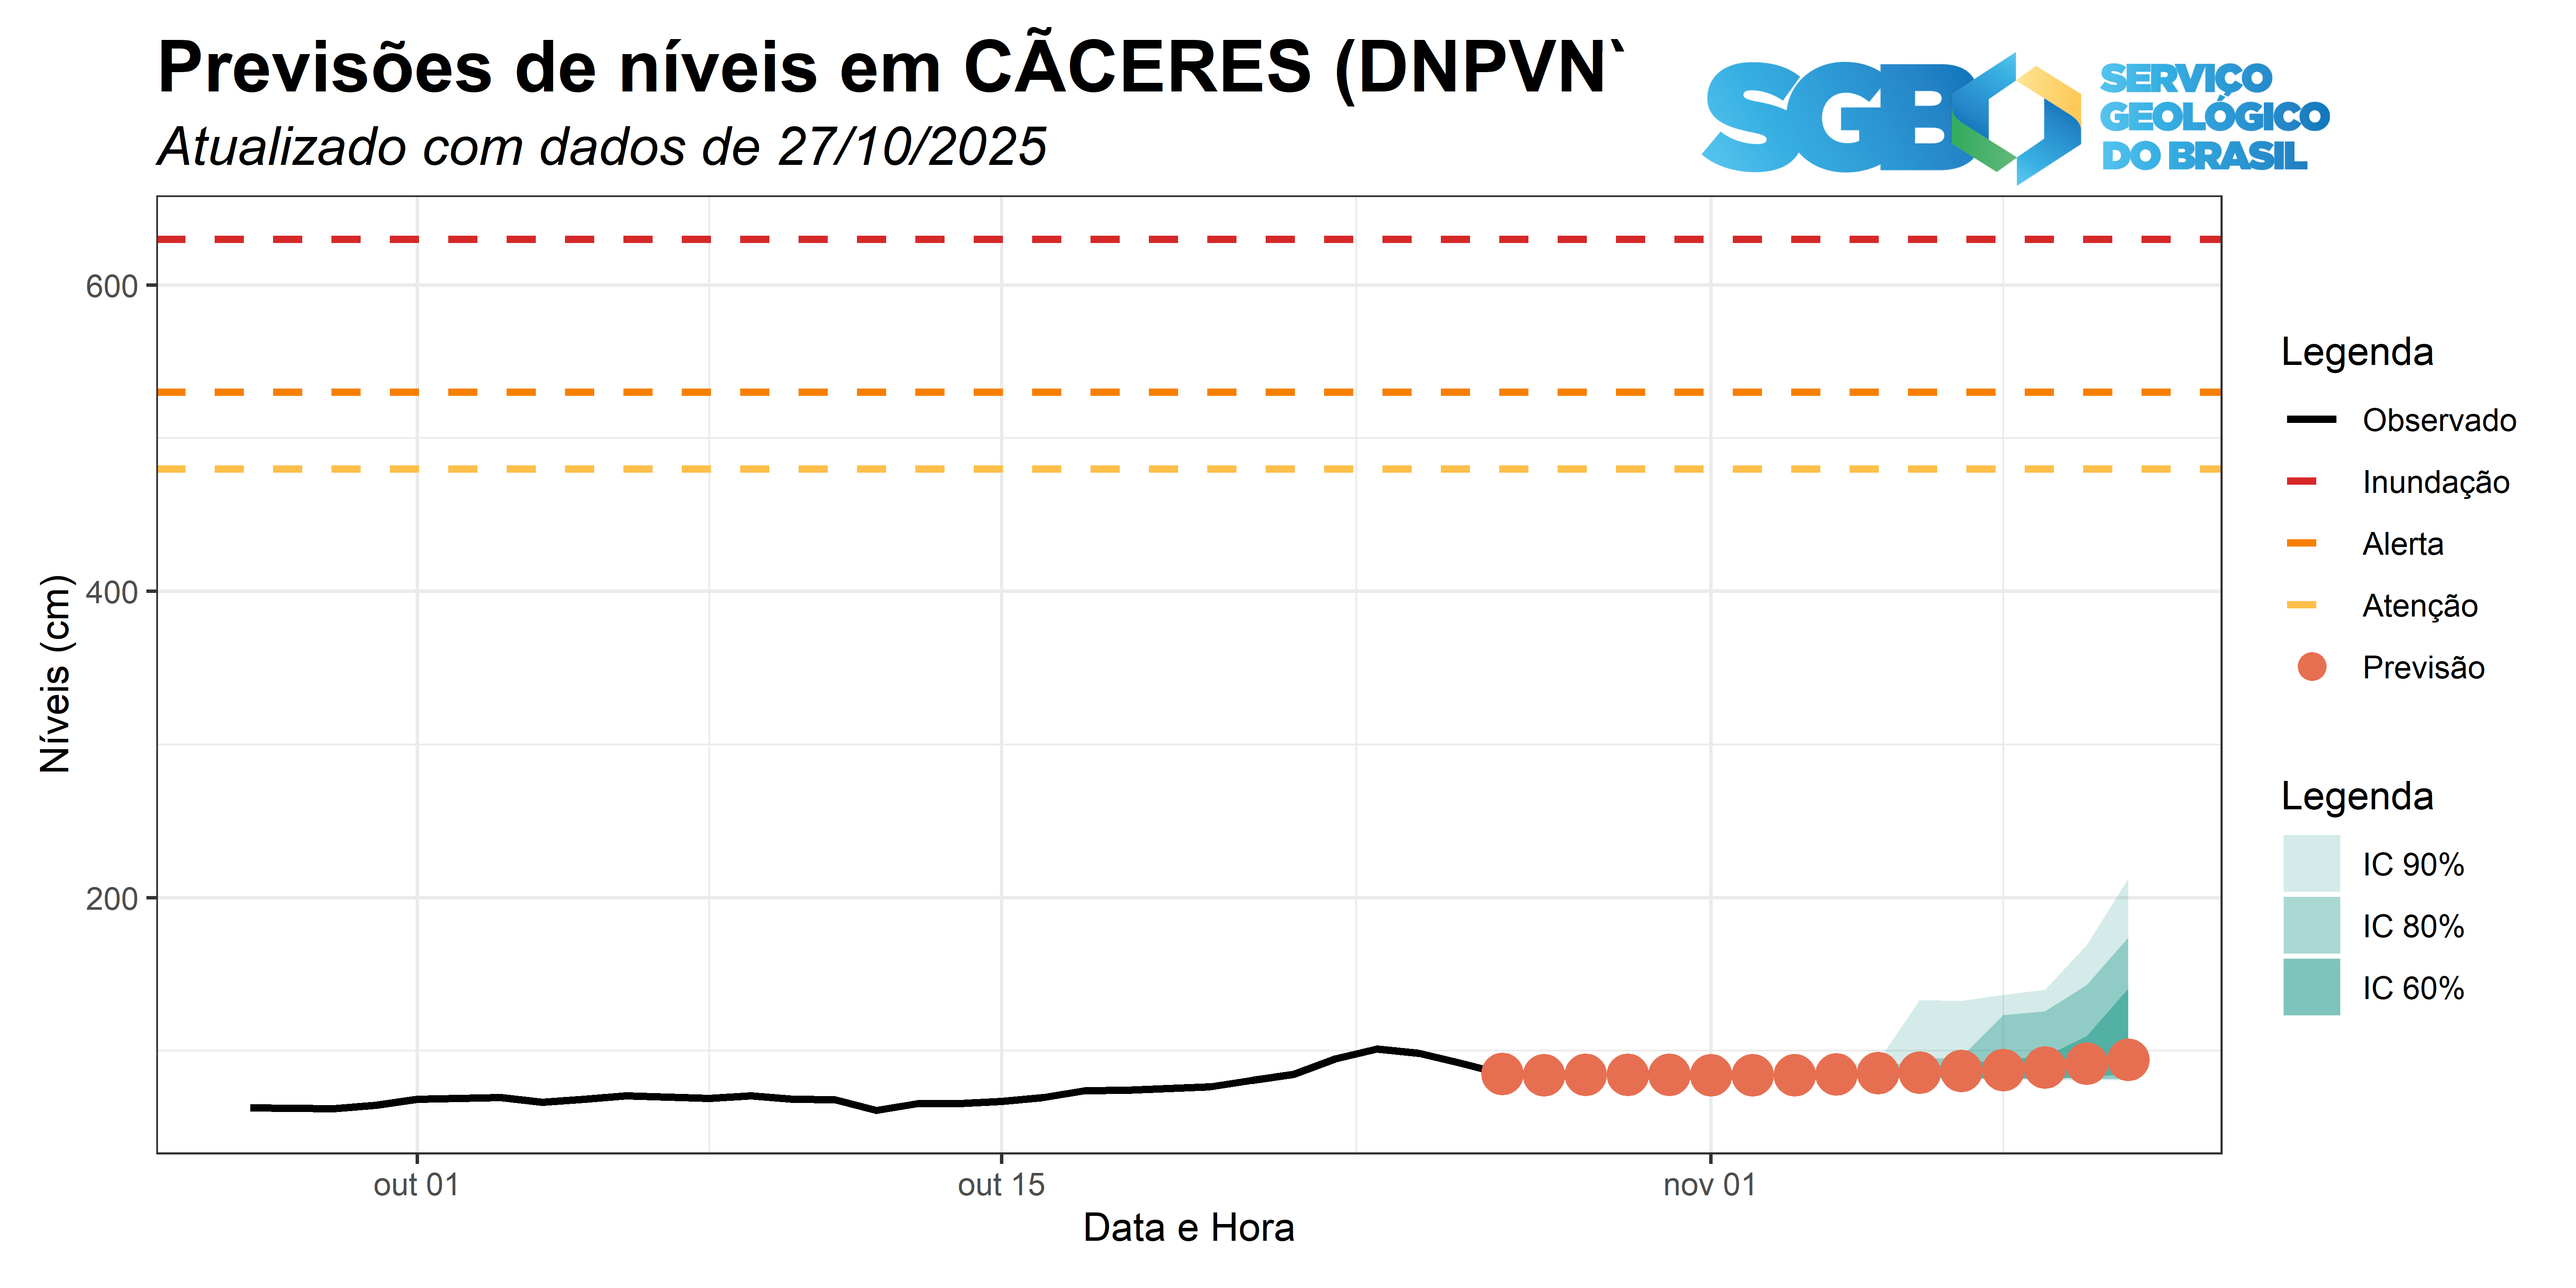 Previsões de níveis em CÃCERES (DNPVN`
Atualizado com dados de 27/10/2025
SGB
SERVIÇO
GEOLÓGICO
DO BRASIL
600
400
200
Níveis (cm)
out 01
out 15
nov 01
Data e Hora
Legenda
Observado
Inundação
Alerta
Atenção
Previsão
Legenda
IC 90%
IC 80%
IC 60%